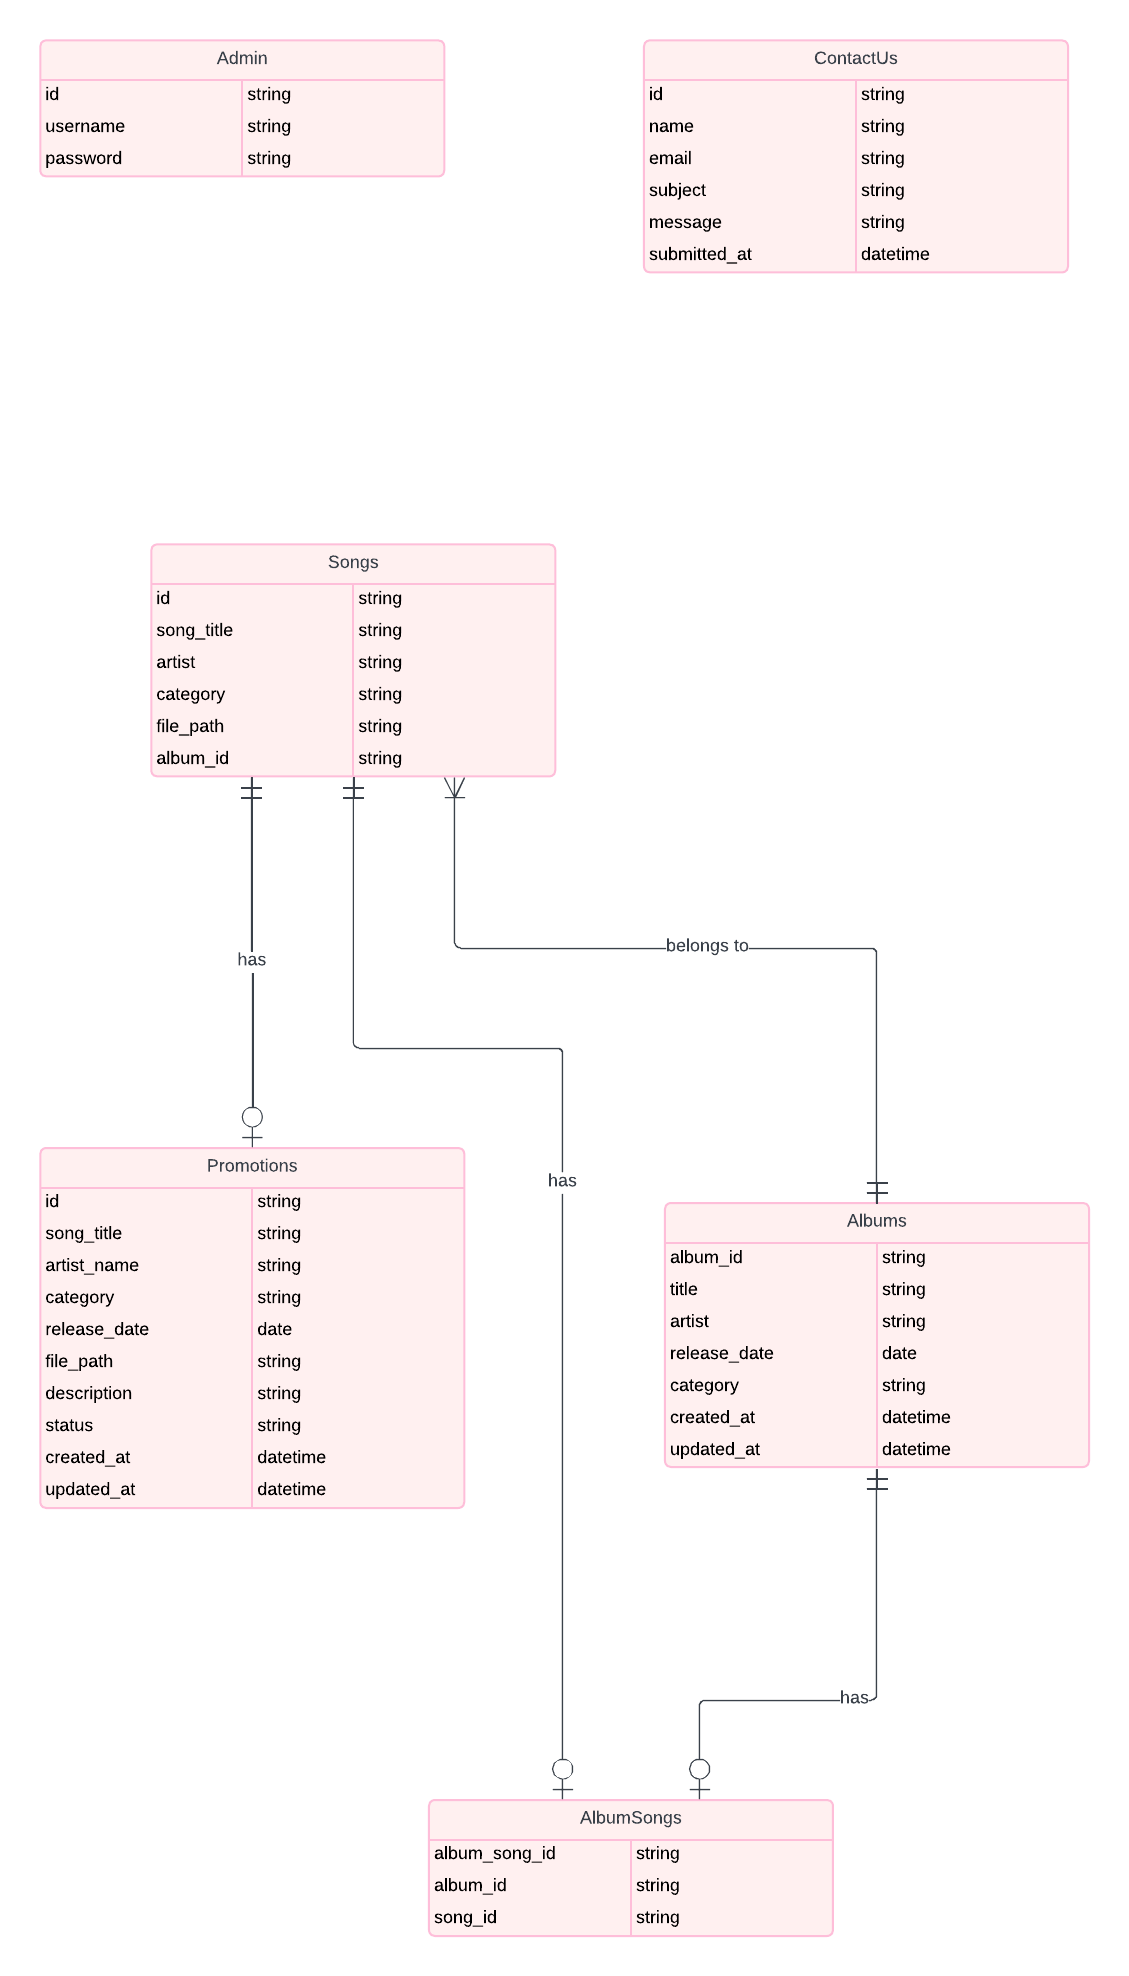 Admin
id string
username string
password string
ContactUs
id string
name string
email string
subject string
message string
submitted_at datetime
Songs
id string
song_title string
artist string
category string
file_path string
album_id string
belongs to
has
has
Promotions
id string
song_title string
artist_name string
category string
release_date date
file_path string
description string
status string
created_at datetime
updated_at datetime
Albums
album_id string
title string
artist string
release_date date
category string
created_at datetime
updated_at datetime
has
AlbumSongs
album_song_id string
album_id string
song_id string